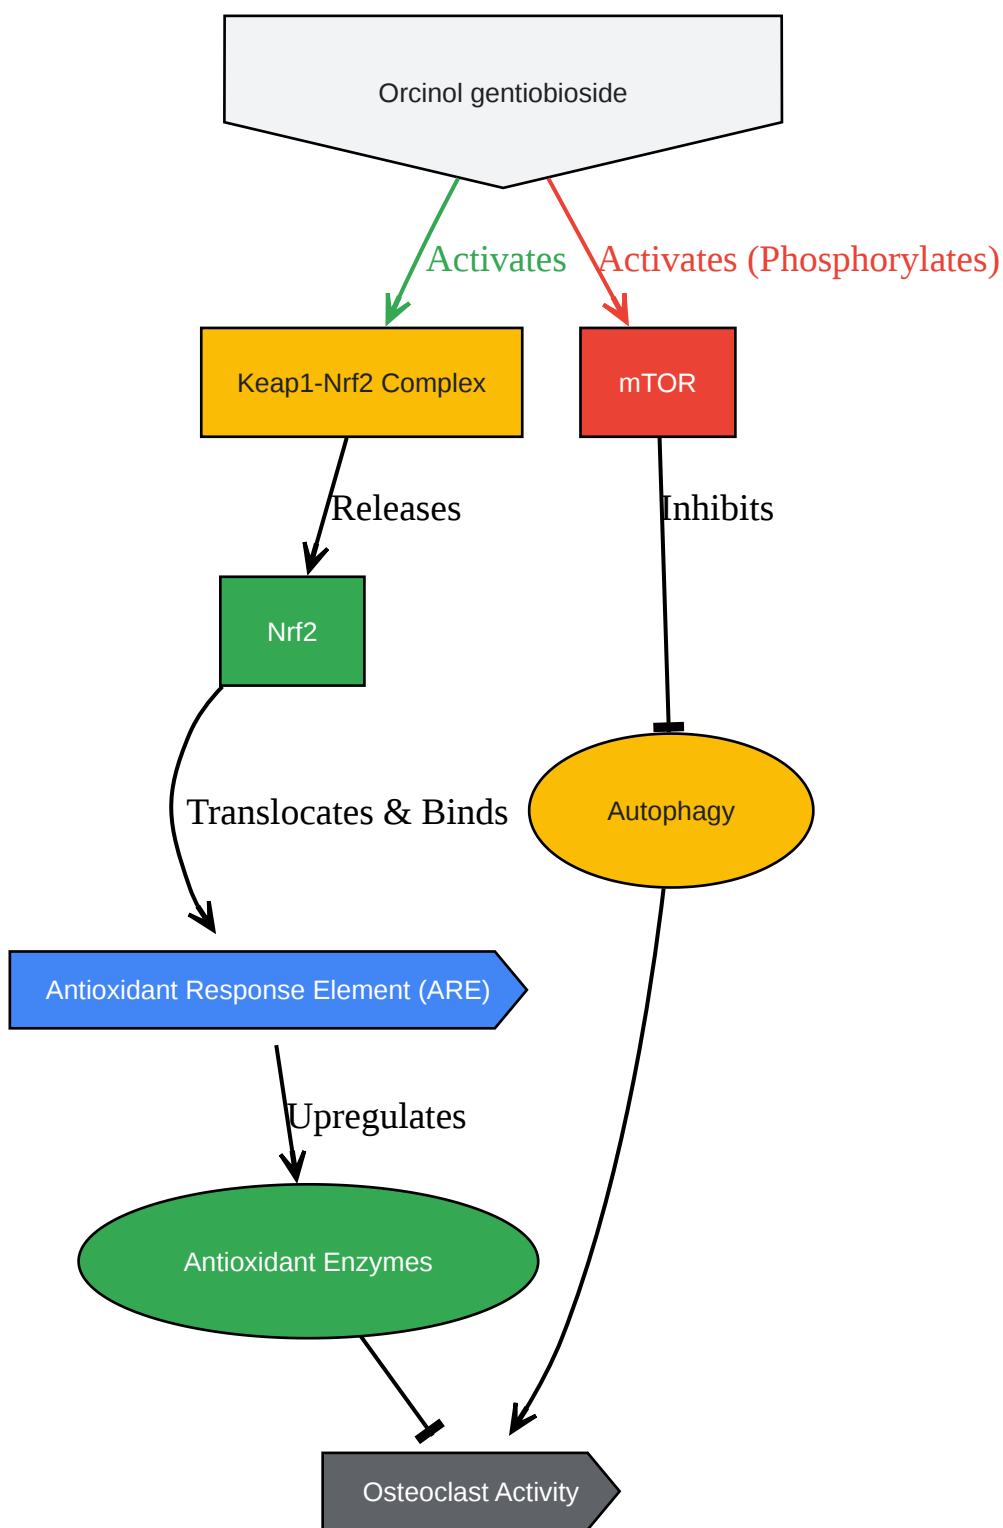 Orcinol gentiobioside
Activates
Activates (Phosphorylates)
Keap1-Nrf2 Complex
mTOR
Releases
Inhibits
Nrf2
Translocates & Binds
Autophagy
Antioxidant Response Element (ARE)
Upregulates
Antioxidant Enzymes
Osteoclast Activity